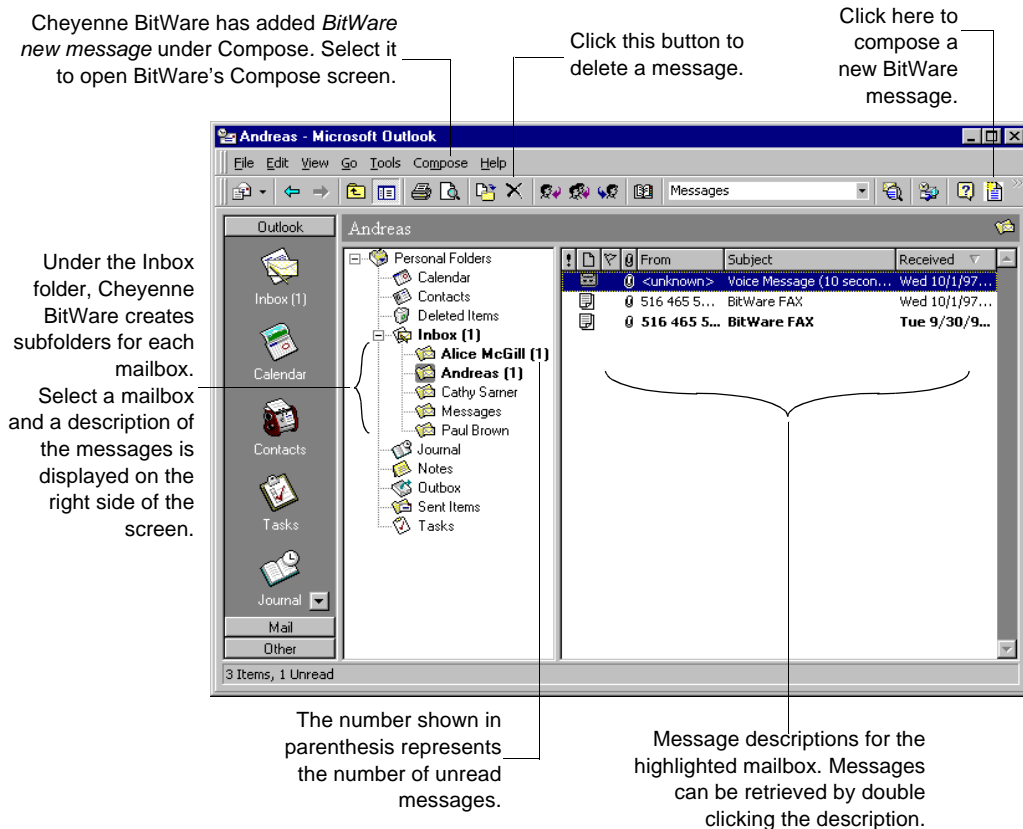 Cheyenne BitWare has added BitWare
new message under Compose. Select it
to open BitWare's Compose screen.
Click this button to
delete a message.
Click here to
compose a
new BitWare
message.
Andreas - Microsoft Outlook
File Edit View Go Tools Compose Help
Messages
Outlook
Andreas
Under the Inbox
folder, Cheyenne
BitWare creates
subfolders for each
mailbox.
Select a mailbox
and a description of
the messages is
displayed on the
right side of the
screen.
Inbox (1)
Calendar
Contacts
Tasks
Journal
Mail
Other
Personal Folders
Calendar
Contacts
Deleted Items
Inbox (1)
Alice McGill (1)
Andreas (1)
Cathy Sarner
Messages
Paul Brown
Journal
Notes
Outbox
Sent Items
Tasks
! From Subject Received
<unknown> Voice Message (10 secon... Wed 10/1/97...
516 465 5... BitWare FAX Wed 10/1/97...
516 465 5... BitWare FAX Tue 9/30/9...
3 Items, 1 Unread
The number shown in
parenthesis represents
the number of unread
messages.
Message descriptions for the
highlighted mailbox. Messages
can be retrieved by double
clicking the description.